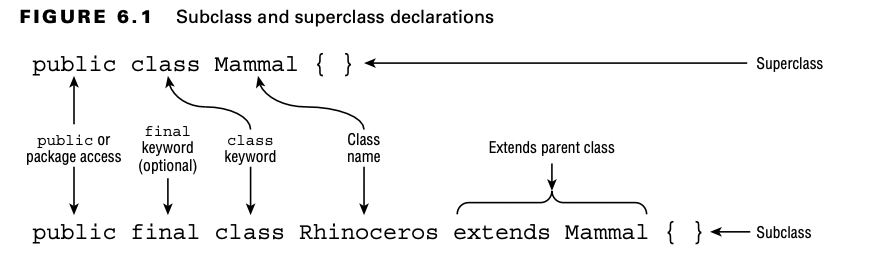 FIGURE 6.1 Subclass and superclass declarations
public class Mammal { }
Superclass
public or
package access
final
keyword
(optional)
class
keyword
Class
name
Extends parent class
public final class Rhinoceros extends Mammal { }
Subclass